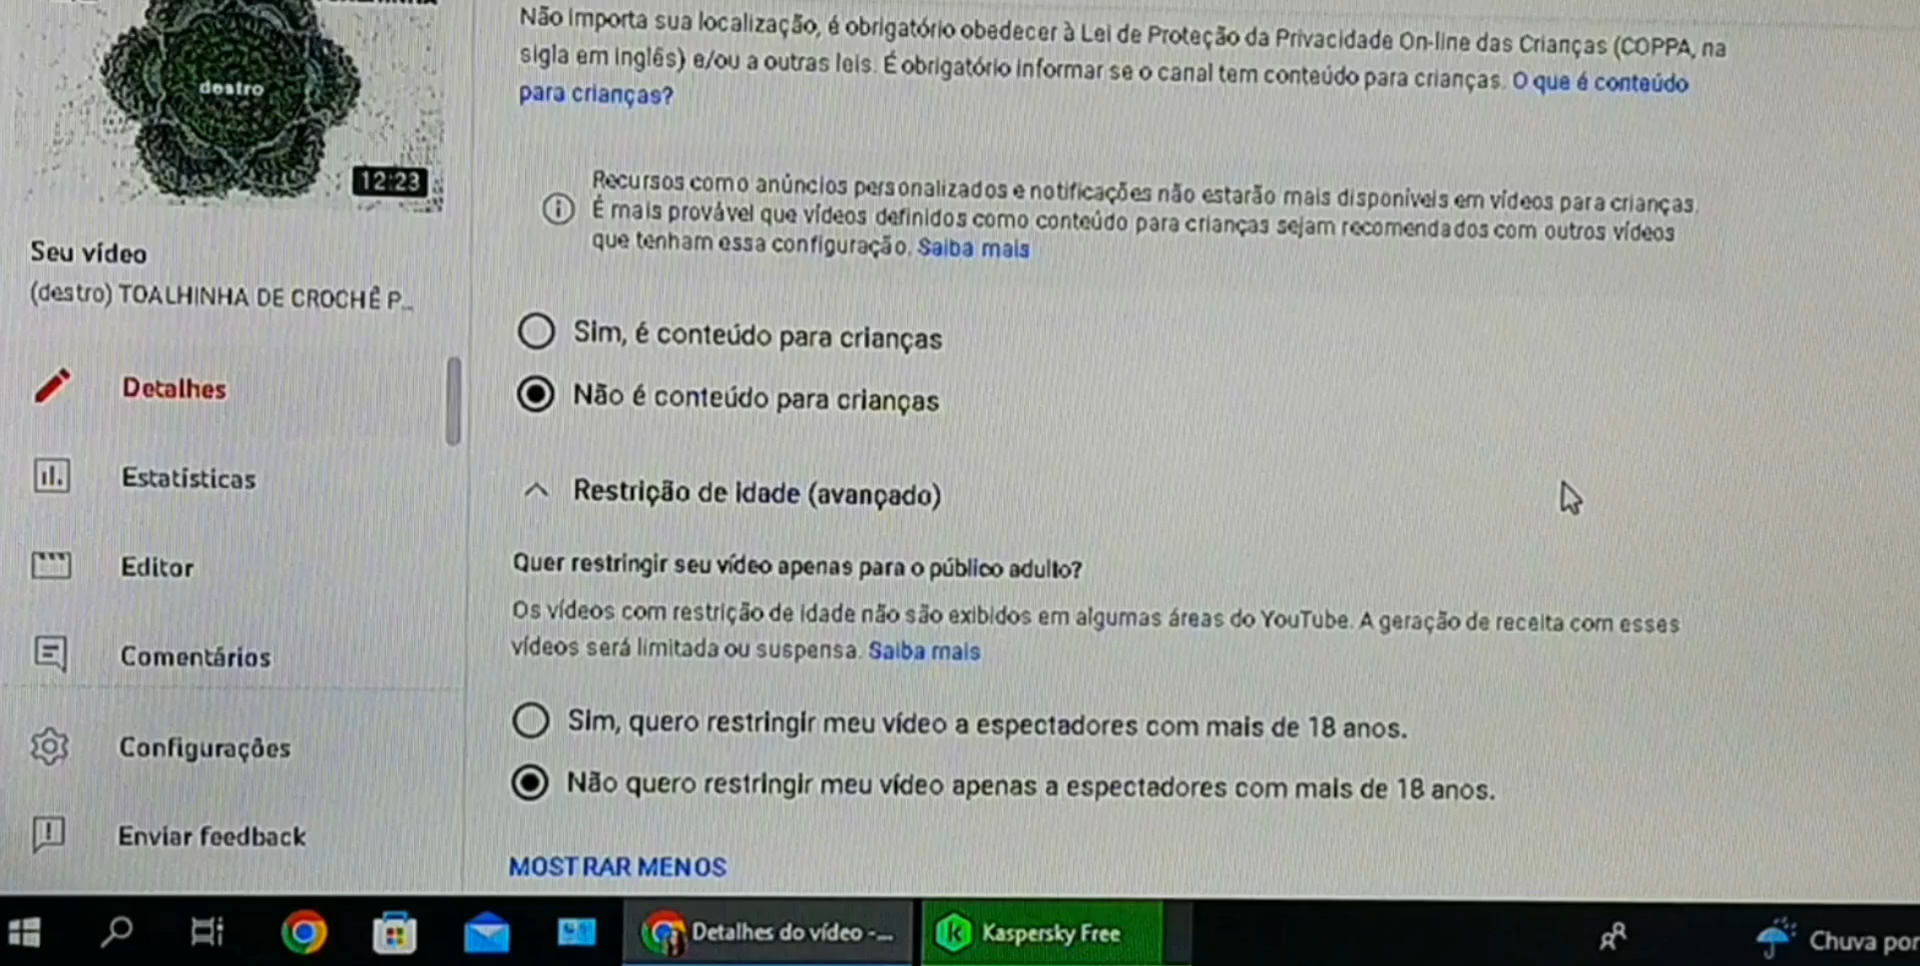 Não importa sua localização, é obrigatório obedecer à Lei de Proteção da Privacidade On-line das Crianças (COPPA, na
sigla em inglês) e/ou a outras leis. É obrigatório informar se o canal tem conteúdo para crianças. O que é conteúdo
para crianças?
destro
12:23
Recursos como anúncios personalizados e notificações não estarão mais disponíveis em vídeos para crianças.
É mais provável que vídeos definidos como conteúdo para crianças sejam recomendados com outros vídeos
que tenham essa configuração. Saiba mais
Seu vídeo
(destro) TOALHINHA DE CROCHÊ P...
Sim, é conteúdo para crianças
Não é conteúdo para crianças
Detalhes
Estatísticas
Restrição de idade (avançado)
Editor
Quer restringir seu vídeo apenas para o público adulto?
Os vídeos com restrição de idade não são exibidos em algumas áreas do YouTube. A geração de receita com esses
vídeos será limitada ou suspensa. Saiba mais
Comentários
Sim, quero restringir meu vídeo a espectadores com mais de 18 anos.
Configurações
Não quero restringir meu vídeo apenas a espectadores com mais de 18 anos.
Enviar feedback
MOSTRAR MENOS
Detalhes do vídeo -...
Kaspersky Free
Chuva por